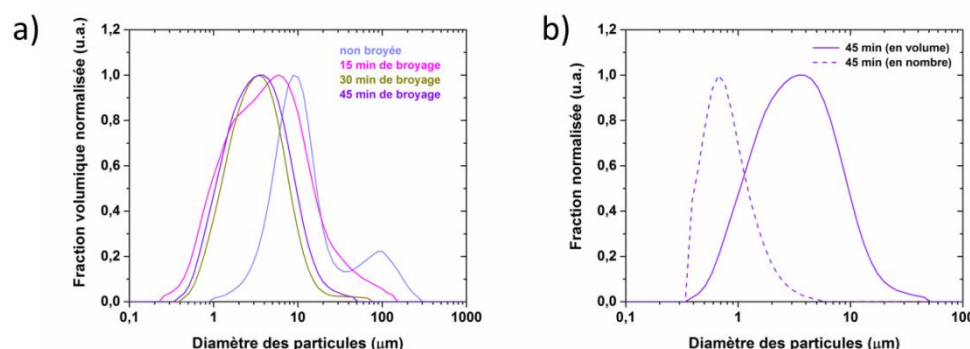 a)
1,2
1,0
0,8
0,6
0,4
0,2
0,0
Fraction volumique normalisée (u.a.)
non broyée
15 min de broyage
30 min de broyage
45 min de broyage
0,1
1
10
100
1000
Diamètre des particules (µm)
b)
1,2
1,0
0,8
0,6
0,4
0,2
0,0
Fraction normalisée (u.a.)
45 min (en volume)
45 min (en nombre)
0,1
1
10
100
Diamètre des particules (µm)